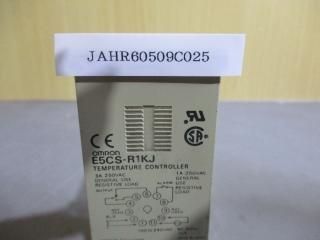 JAHR60509C025
CE
OMRON
E5CS-R1KJ
TEMPERATURE CONTROLLER
3A 250VAC
GENERAL USE
RESISTIVE LOAD
1A 250VAC
GENERAL
USE
RESISTIVE
LOAD
ALARM